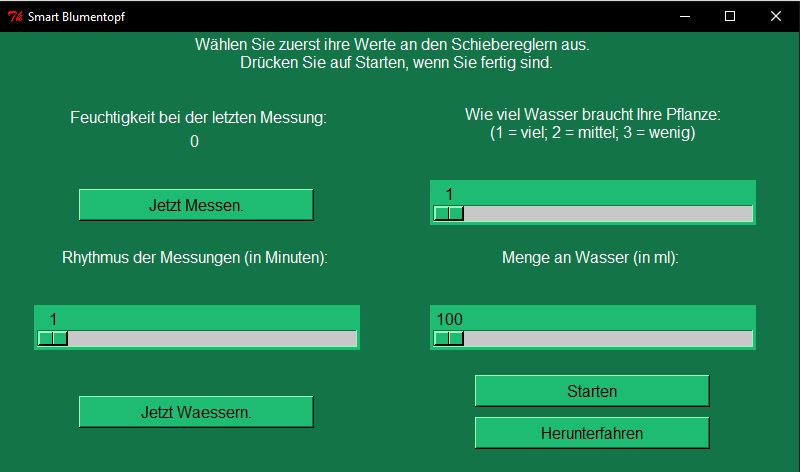 Smart Blumentopf
Wählen Sie zuerst ihre Werte an den Schiebereglern aus.
Drücken Sie auf Starten, wenn Sie fertig sind.
Feuchtigkeit bei der letzten Messung:
0
Wie viel Wasser braucht Ihre Pflanze:
(1 = viel; 2 = mittel; 3 = wenig)
Jetzt Messen.
1
Rhythmus der Messungen (in Minuten):
Menge an Wasser (in ml):
1
100
Jetzt Waessern.
Starten
Herunterfahren